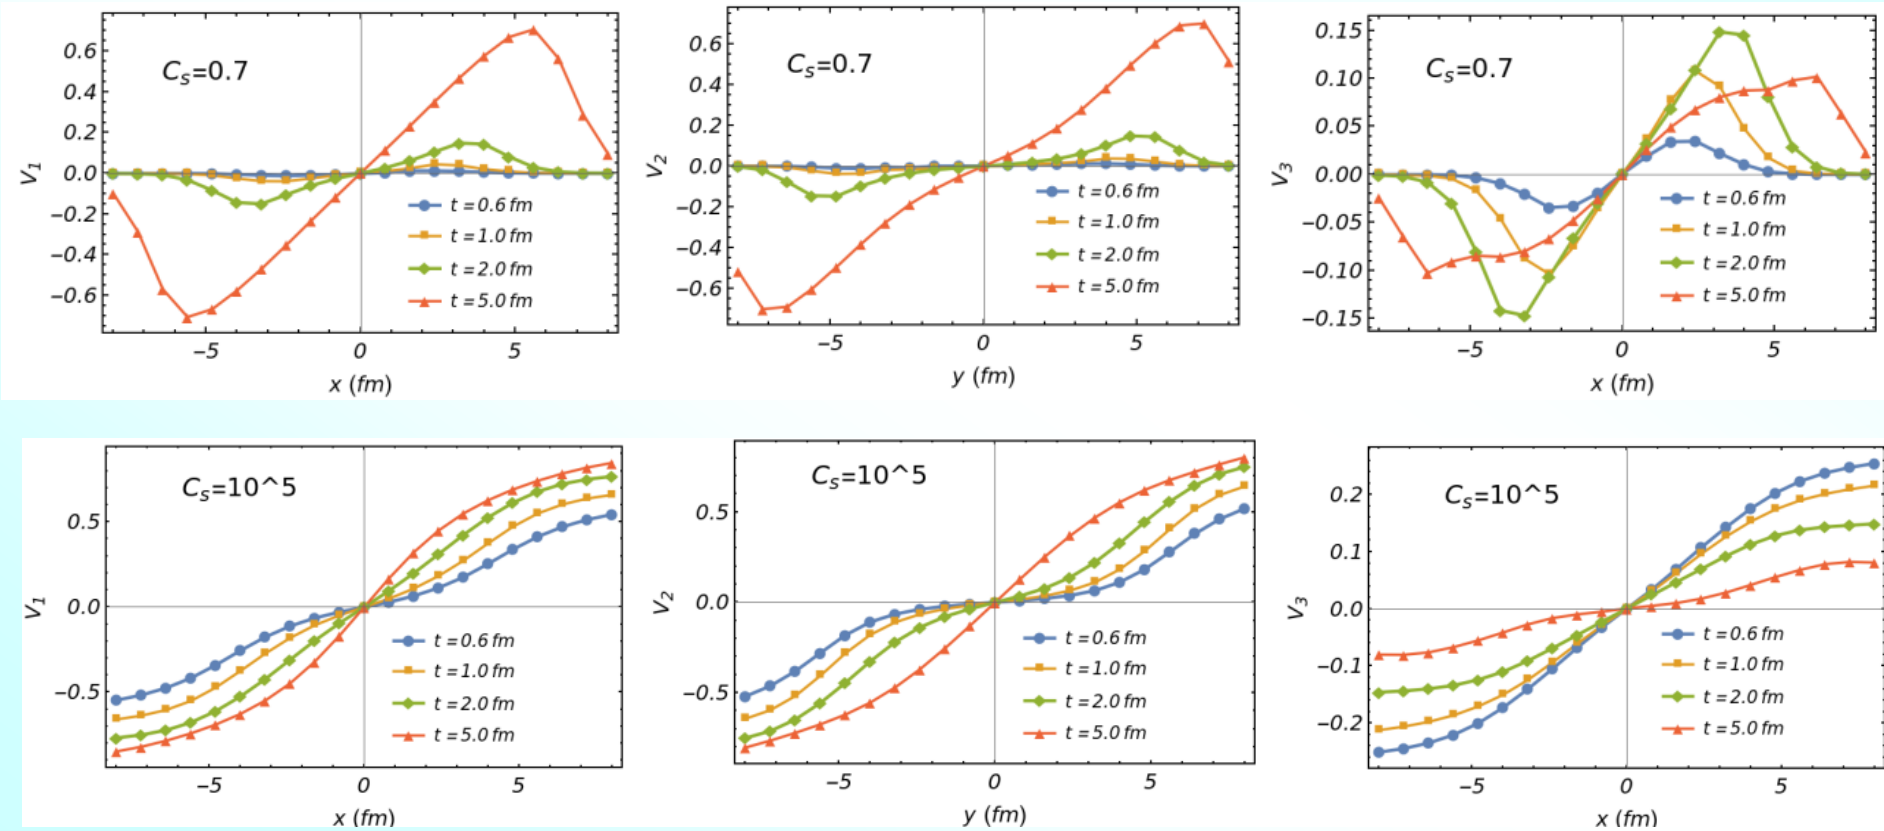 C_s=0.7
V_1
0.6
0.4
0.2
0.0
−0.2
−0.4
−0.6
t = 0.6 fm
t = 1.0 fm
t = 2.0 fm
t = 5.0 fm
−5 0 5
x (fm)
C_s=0.7
V_2
0.6
0.4
0.2
0.0
−0.2
−0.4
−0.6
t = 0.6 fm
t = 1.0 fm
t = 2.0 fm
t = 5.0 fm
−5 0 5
y (fm)
C_s=0.7
V_3
0.15
0.10
0.05
0.00
−0.05
−0.10
−0.15
t = 0.6 fm
t = 1.0 fm
t = 2.0 fm
t = 5.0 fm
−5 0 5
x (fm)
C_s=10^5
V_1
0.5
0.0
−0.5
t = 0.6 fm
t = 1.0 fm
t = 2.0 fm
t = 5.0 fm
−5 0 5
x (fm)
C_s=10^5
V_2
0.5
0.0
−0.5
t = 0.6 fm
t = 1.0 fm
t = 2.0 fm
t = 5.0 fm
−5 0 5
y (fm)
C_s=10^5
V_3
0.2
0.1
0.0
−0.1
−0.2
t = 0.6 fm
t = 1.0 fm
t = 2.0 fm
t = 5.0 fm
−5 0 5
x (fm)